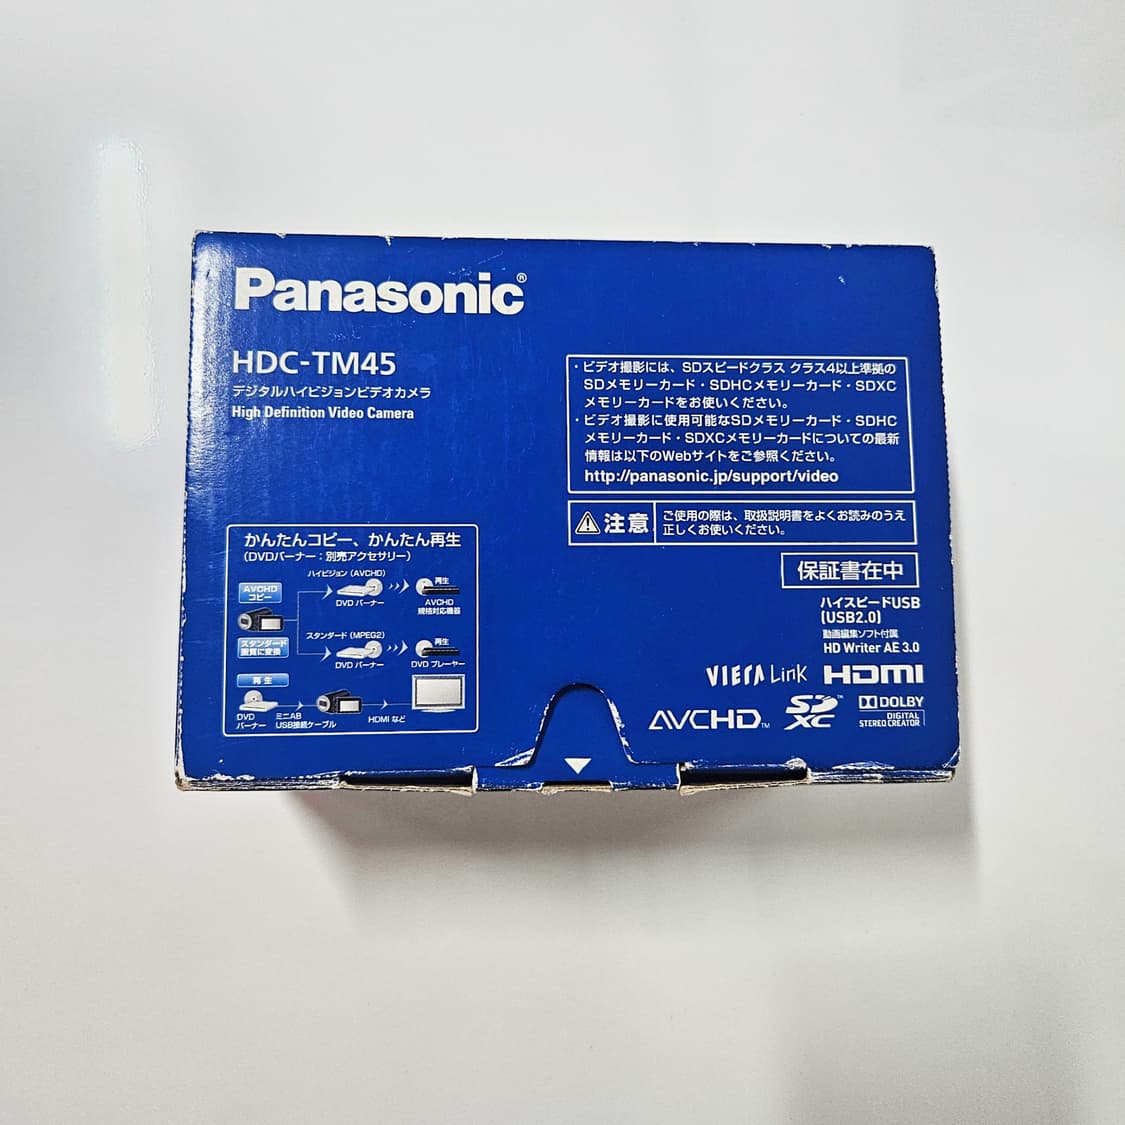 Panasonic®
HDC-TM45
デジタルハイビジョンビデオカメラ
High Definition Video Camera
・ビデオ撮影には、SDスピードクラス クラス4以上準拠の
SDメモリーカード・SDHCメモリーカード・SDXC
メモリーカードをお使いください。
・ビデオ撮影に使用可能なSDメモリーカード・SDHC
メモリーカード・SDXCメモリーカードについての最新
情報は以下のWebサイトをご参照ください。
http://panasonic.jp/support/video
注意
ご使用の際は、取扱説明書をよくお読みのうえ
正しくお使いください。
保証書在中
ハイスピードUSB
(USB2.0)
動画編集ソフト付属
HD Writer AE 3.0
VIERA Link HDMI
AVCHD™ SD XC™ DOLBY
DIGITAL
STEREO CREATOR
かんたんコピー、かんたん再生
(DVDバーナー：別売アクセサリー)
ハイビジョン (AVCHD)
AVCHD
コピー
DVD バーナー
再生
AVCHD
規格対応機器
スタンダード (MPEG2)
スタンダード
画質に変換
DVD バーナー
再生
DVD プレーヤー
再生
DVD
バーナー
ミニAB
USB接続ケーブル
HDMI など